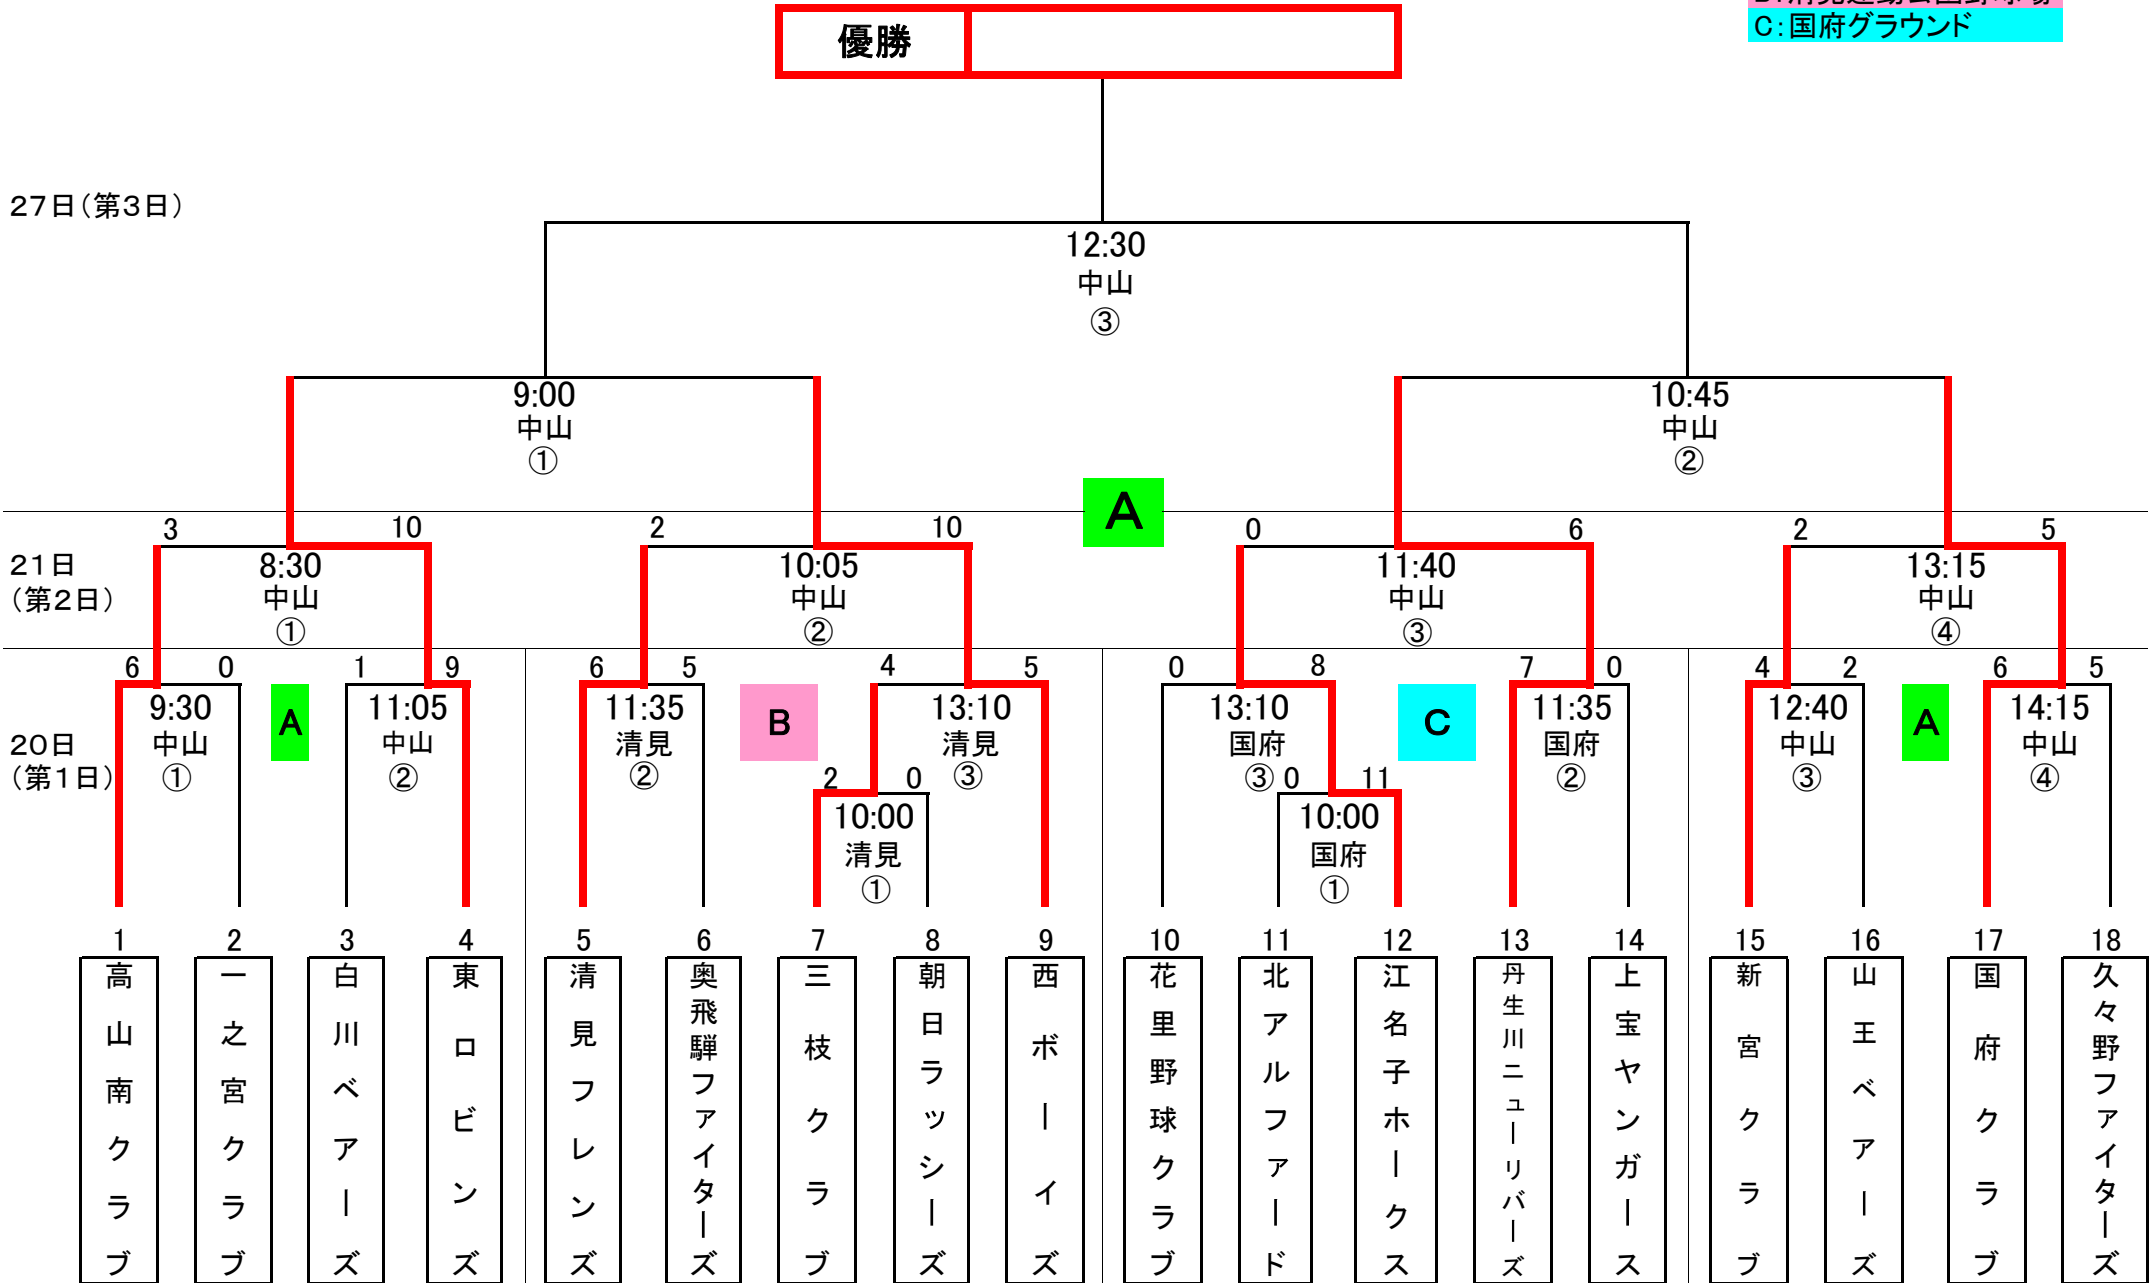 C:国府グラウンド
優勝
27日(第3日)
12:30
中山
③
9:00
中山
①
10:45
中山
②
A
3 10 2 10 0 6 2 5
21日
(第2日)
8:30
中山
①
10:05
中山
②
11:40
中山
③
13:15
中山
④
6 0 1 9 6 5 4 5 0 8 7 0 4 2 6 5
20日
(第1日)
9:30
中山
①
A
11:05
中山
②
11:35
清見
②
B
13:10
清見
③
2 0
10:00
清見
①
13:10
国府
③
0 11
10:00
国府
①
C
11:35
国府
②
12:40
中山
③
A
14:15
中山
④
1 2 3 4 5 6 7 8 9 10 11 12 13 14 15 16 17 18
高山南クラブ
一之宮クラブ
白川ベアーズ
東ロビンズ
清見フレンズ
奥飛騨ファイターズ
三枝クラブ
朝日ラッシーズ
西ボーイズ
花里野球クラブ
北アルファード
江名子ホークス
丹生川ニューリバーズ
上宝ヤンガース
新宮クラブ
山王ベアーズ
国府クラブ
久々野ファイターズ